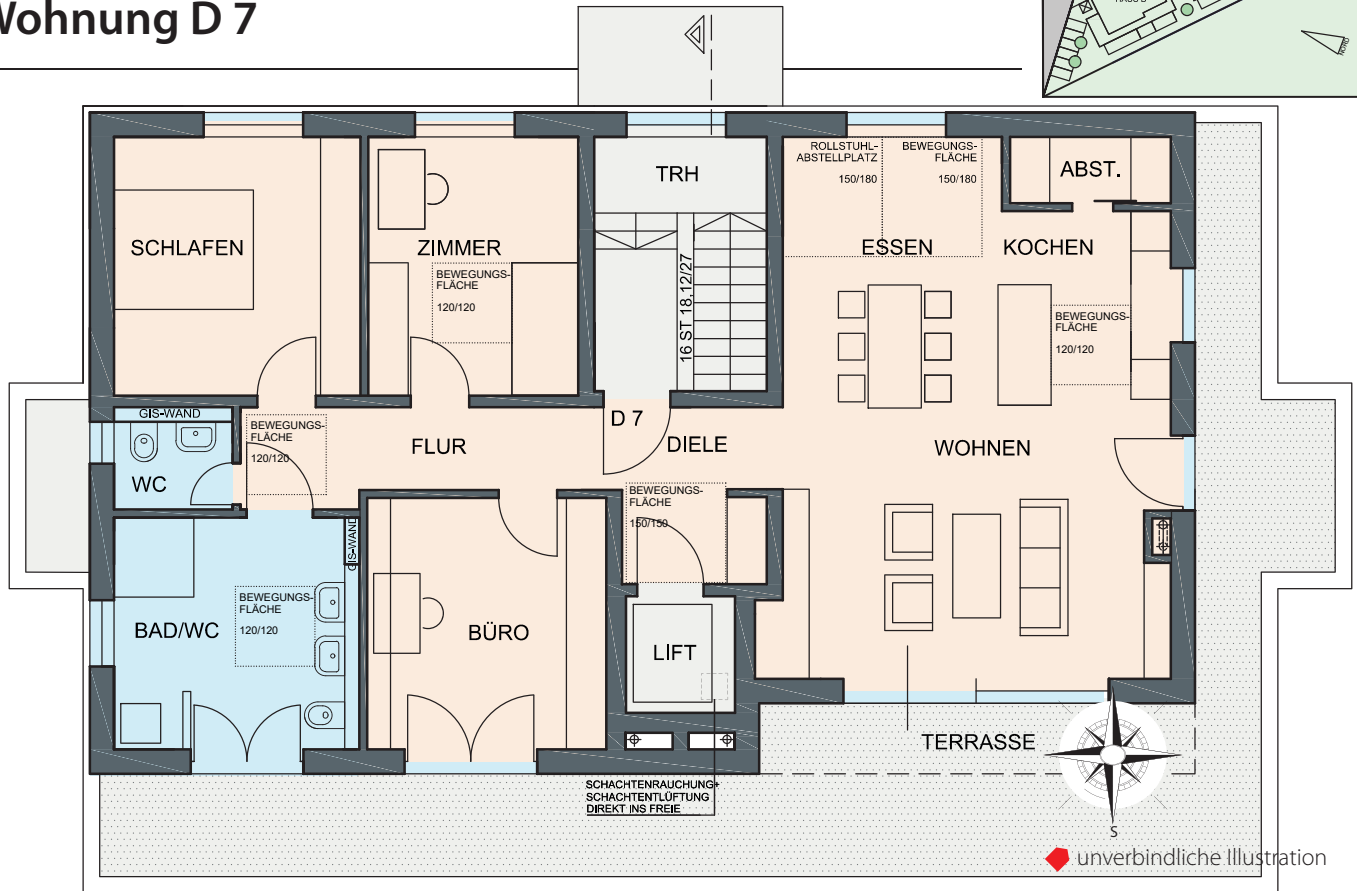 Wohnung D 7
NORD
ROLLSTUHL-
ABSTELLPLATZ
150/180
BEWEGUNGS-
FLÄCHE
150/180
ABST.
TRH
SCHLAFEN
ZIMMER
BEWEGUNGS-
FLÄCHE
120/120
16 ST 18,12/27
ESSEN
KOCHEN
BEWEGUNGS-
FLÄCHE
120/120
GIS-WAND
WC
BEWEGUNGS-
FLÄCHE
120/120
FLUR
D 7
DIELE
WOHNEN
BEWEGUNGS-
FLÄCHE
150/150
GIS-WAND
BEWEGUNGS-
FLÄCHE
120/120
BAD/WC
BÜRO
LIFT
TERRASSE
SCHACHTENRAUCHUNG+
SCHACHTENTLÜFTUNG
DIREKT INS FREIE
S
unverbindliche Illustration